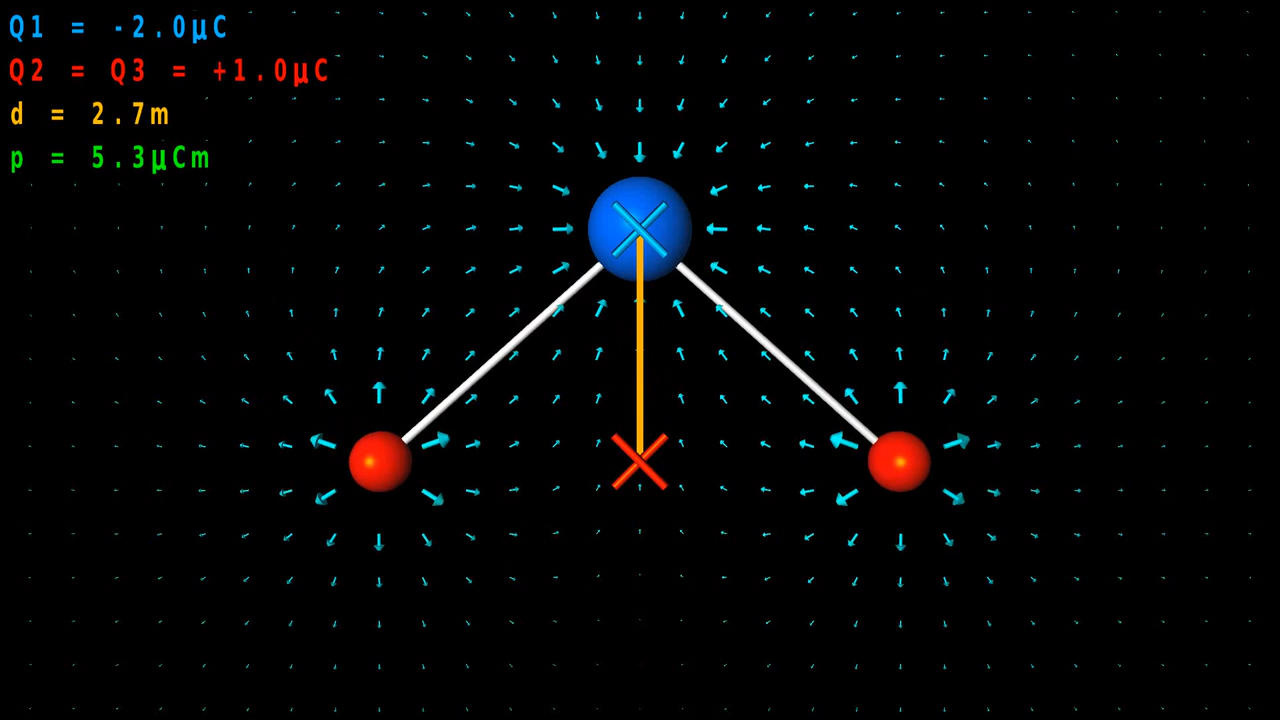 Q1 = -2.0μC
Q2 = Q3 = +1.0μC
d = 2.7m
p = 5.3μCm